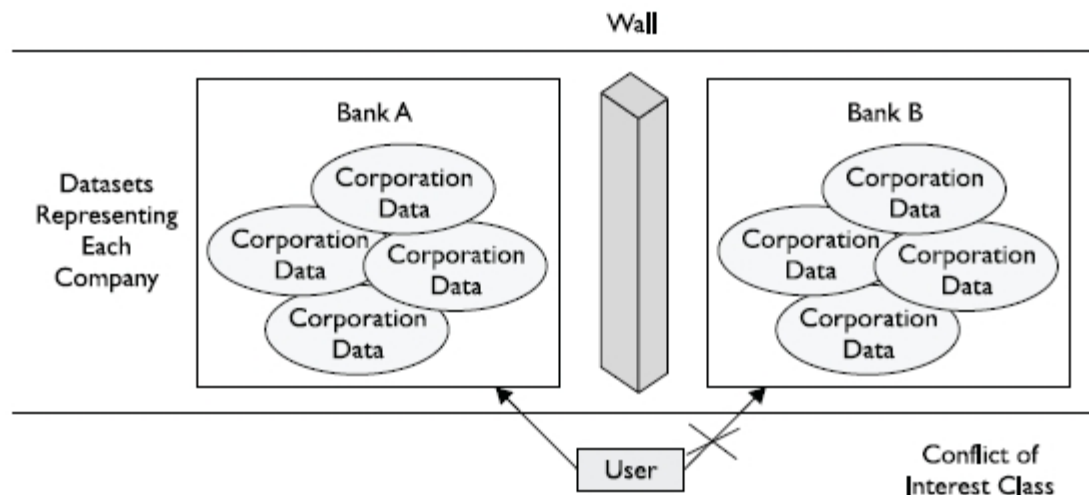 Wall
Datasets
Representing
Each
Company
Bank A
Corporation
Data
Corporation
Data
Corporation
Data
Corporation
Data
Bank B
Corporation
Data
Corporation
Data
Corporation
Data
Corporation
Data
User
Conflict of
Interest Class